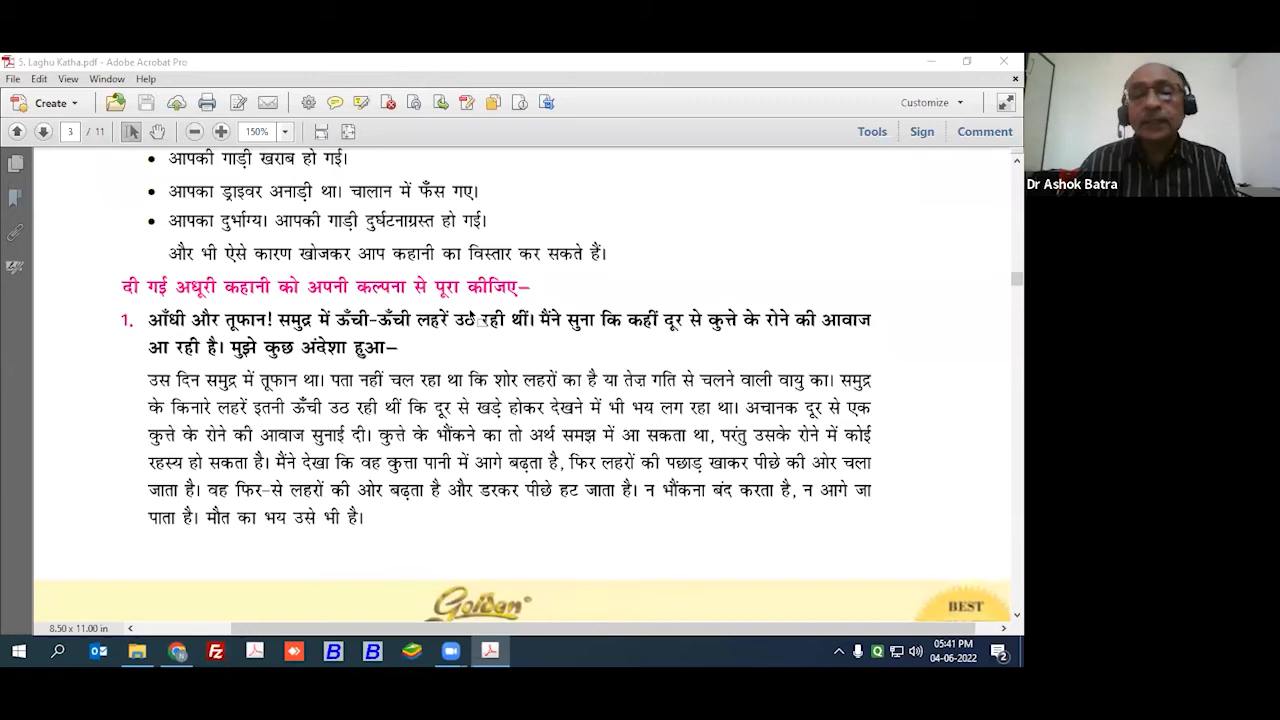 5. Laghu Katha.pdf - Adobe Acrobat Pro
File Edit View Window Help
Create
Customize
3 / 11
150%
Tools Sign Comment
Dr Ashok Batra
• आपकी गाड़ी खराब हो गई।
• आपका ड्राइवर अनाड़ी था। चालान में फँस गए।
• आपका दुर्भाग्य। आपकी गाड़ी दुर्घटनाग्रस्त हो गई।
और भी ऐसे कारण खोजकर आप कहानी का विस्तार कर सकते हैं।
दी गई अधूरी कहानी को अपनी कल्पना से पूरा कीजिए–
1. आँधी और तूफान! समुद्र में ऊँची-ऊँची लहरें उठ रही थीं। मैंने सुना कि कहीं दूर से कुत्ते के रोने की आवाज
आ रही है। मुझे कुछ अंदेशा हुआ–
उस दिन समुद्र में तूफान था। पता नहीं चल रहा था कि शोर लहरों का है या तेज़ गति से चलने वाली वायु का। समुद्र
के किनारे लहरें इतनी ऊँची उठ रही थीं कि दूर से खड़े होकर देखने में भी भय लग रहा था। अचानक दूर से एक
कुत्ते के रोने की आवाज सुनाई दी। कुत्ते के भौंकने का तो अर्थ समझ में आ सकता था, परंतु उसके रोने में कोई
रहस्य हो सकता है। मैंने देखा कि वह कुत्ता पानी में आगे बढ़ता है, फिर लहरों की पछाड़ खाकर पीछे की ओर चला
जाता है। वह फिर-से लहरों की ओर बढ़ता है और डरकर पीछे हट जाता है। न भौंकना बंद करता है, न आगे जा
पाता है। मौत का भय उसे भी है।
Golden
BEST
8.50 x 11.00 in
05:41 PM
04-06-2022
2